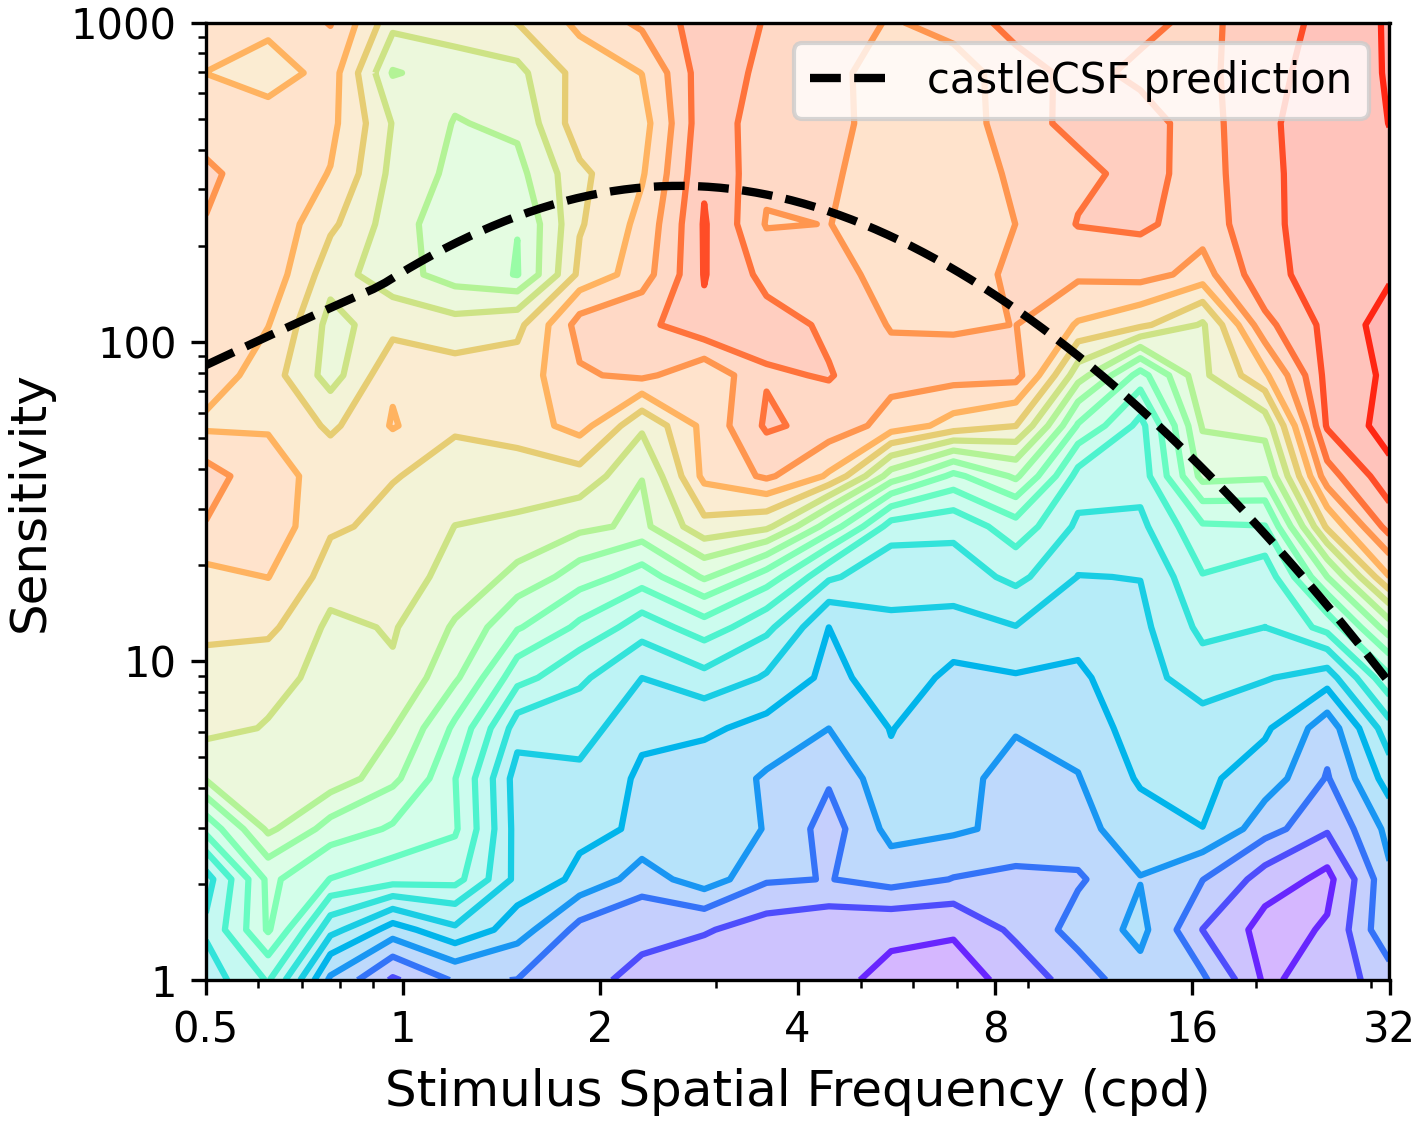 castleCSF prediction
Sensitivity
1000
100
10
1
0.5 1 2 4 8 16 32
Stimulus Spatial Frequency (cpd)